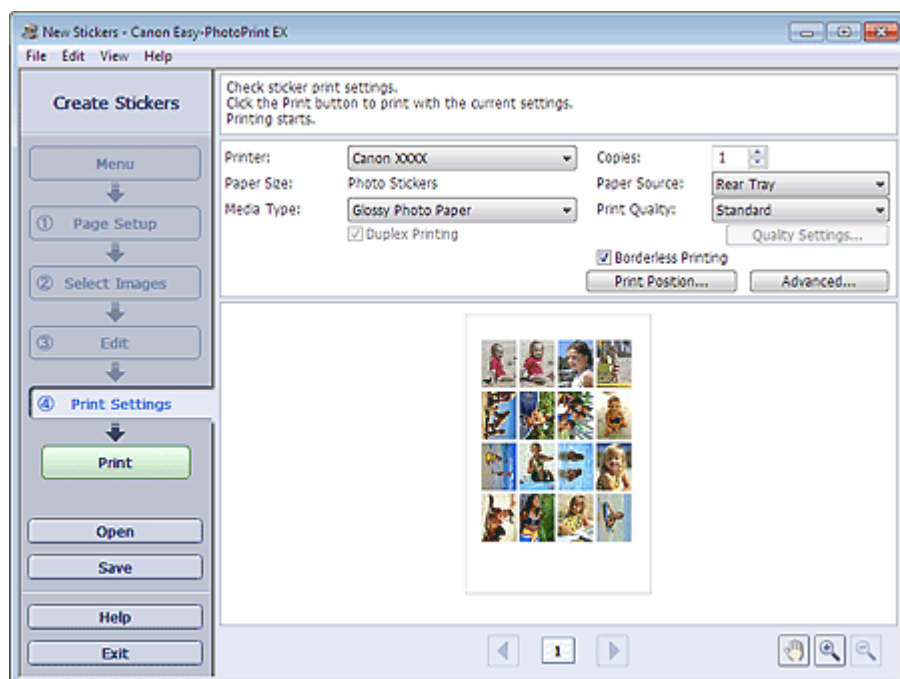 New Stickers - Canon Easy-PhotoPrint EX
File Edit View Help
Create Stickers
Menu
① Page Setup
② Select Images
③ Edit
④ Print Settings
Print
Open
Save
Help
Exit
Check sticker print settings.
Click the Print button to print with the current settings.
Printing starts.
Printer: Canon XXXX Copies: 1
Paper Size: Photo Stickers Paper Source: Rear Tray
Media Type: Glossy Photo Paper Print Quality: Standard
Duplex Printing Quality Settings...
Borderless Printing
Print Position... Advanced...
1